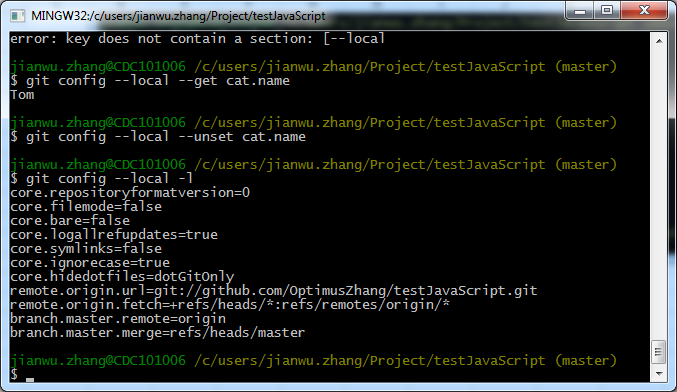 MINGW32:/c/users/jianwu.zhang/Project/testJavaScript
error: key does not contain a section: [--local
jianwu.zhang@CDC101006 /c/users/jianwu.zhang/Project/testJavaScript (master)
$ git config --local --get cat.name
Tom
jianwu.zhang@CDC101006 /c/users/jianwu.zhang/Project/testJavaScript (master)
$ git config --local --unset cat.name
jianwu.zhang@CDC101006 /c/users/jianwu.zhang/Project/testJavaScript (master)
$ git config --local -l
core.repositoryformatversion=0
core.filemode=false
core.bare=false
core.logallrefupdates=true
core.symlinks=false
core.ignorecase=true
core.hidedotfiles=dotGitOnly
remote.origin.url=git://github.com/OptimusZhang/testJavaScript.git
remote.origin.fetch=+refs/heads/*:refs/remotes/origin/*
branch.master.remote=origin
branch.master.merge=refs/heads/master
jianwu.zhang@CDC101006 /c/users/jianwu.zhang/Project/testJavaScript (master)
$